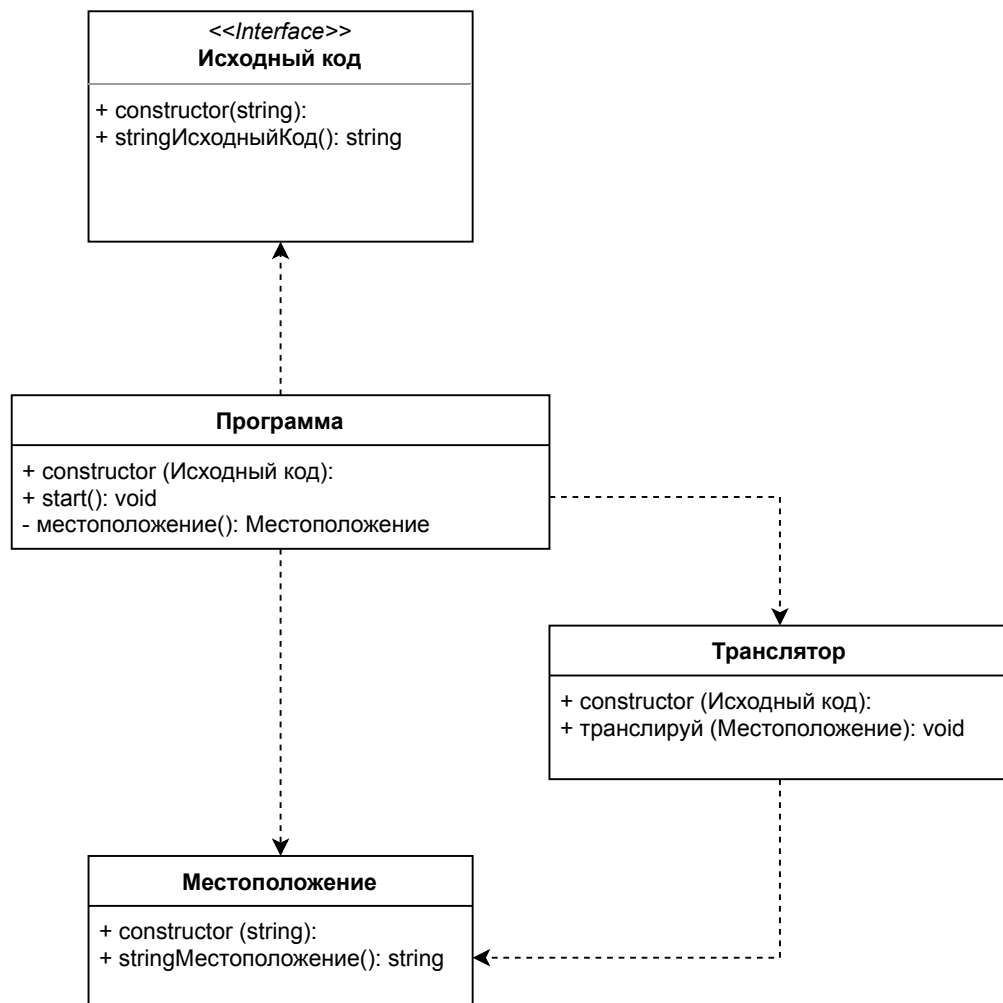 <<Interface>>
Исходный код
+ constructor(string):
+ stringИсходныйКод(): string
Программа
+ constructor (Исходный код):
+ start(): void
- местоположение(): Местоположение
Транслятор
+ constructor (Исходный код):
+ транслируй (Местоположение): void
Местоположение
+ constructor (string):
+ stringМестоположение(): string